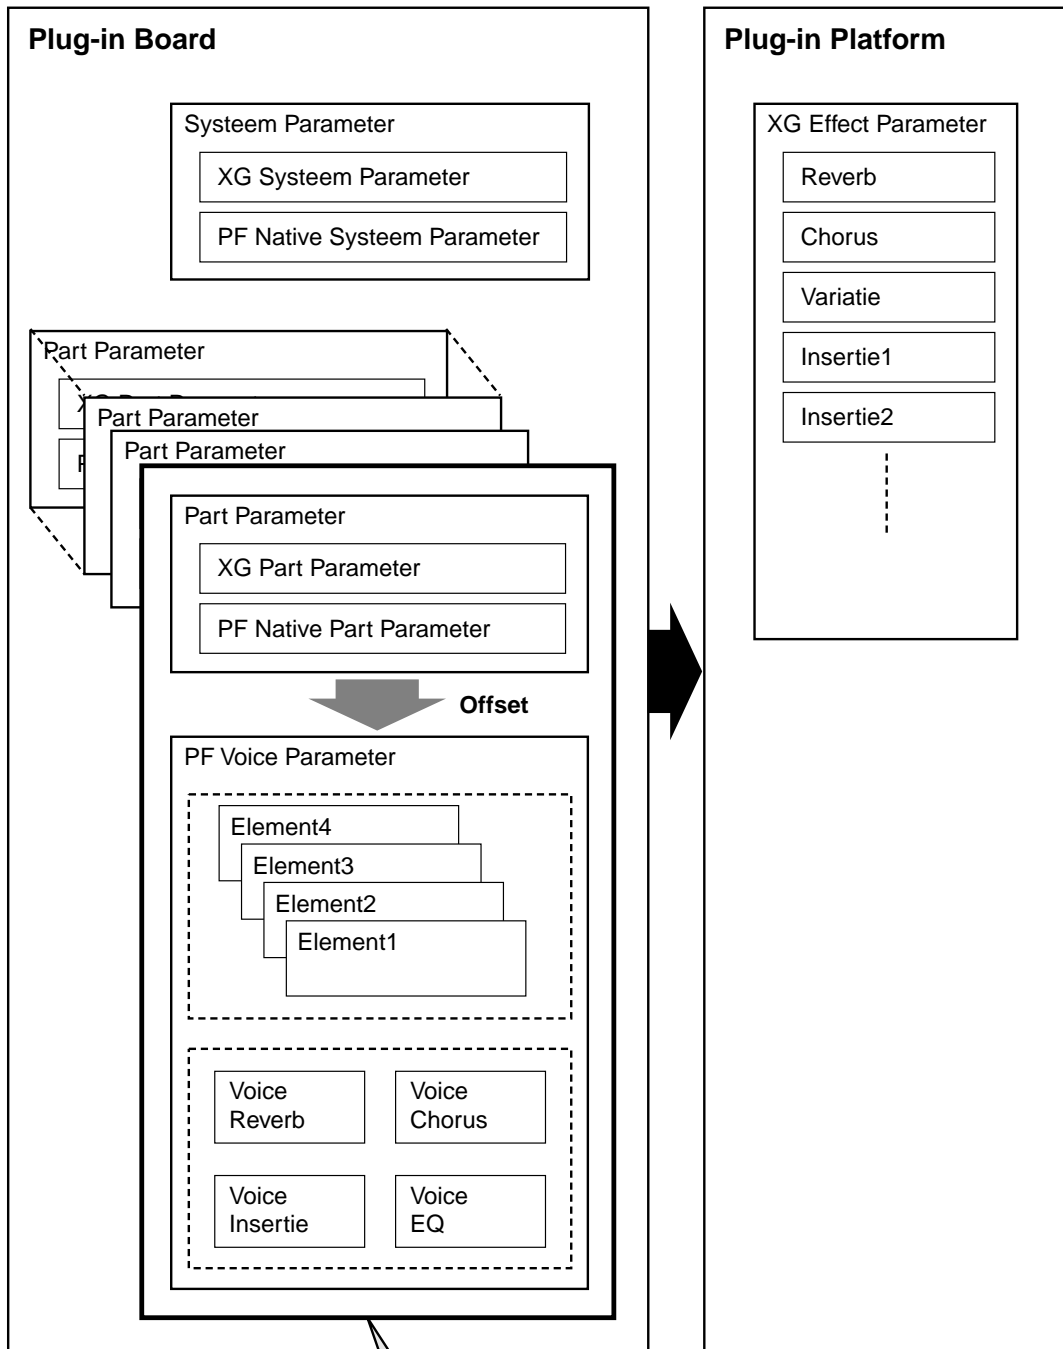 Plug-in Board
Systeem Parameter
XG Systeem Parameter
PF Native Systeem Parameter
Part Parameter
Part Parameter
Part Parameter
Part Parameter
XG Part Parameter
PF Native Part Parameter
Offset
PF Voice Parameter
Element4
Element3
Element2
Element1
Voice
Reverb
Voice
Chorus
Voice
Insertie
Voice
EQ
Plug-in Platform
XG Effect Parameter
Reverb
Chorus
Variatie
Insertie1
Insertie2